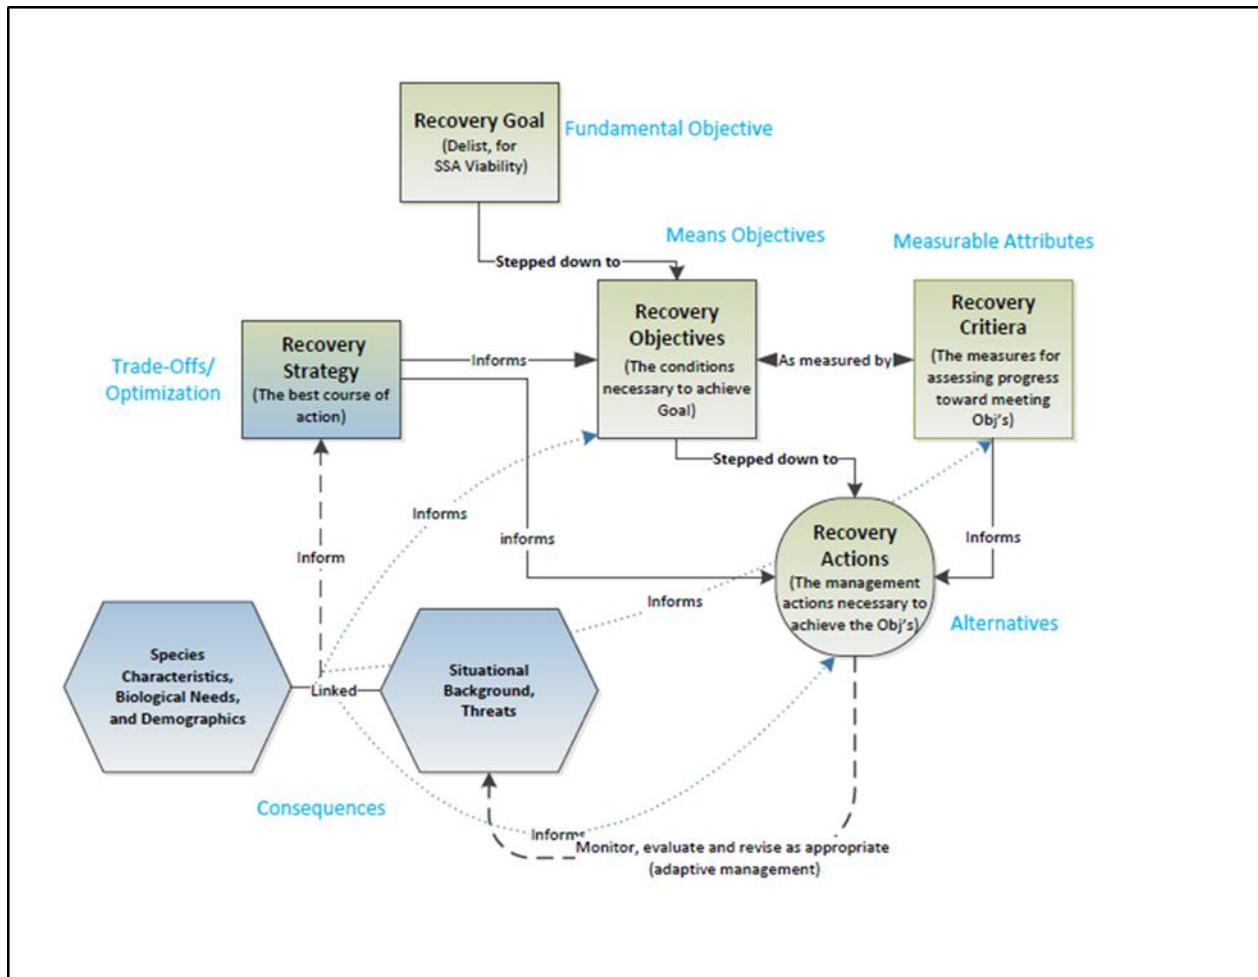 Recovery Goal
(Delist, for
SSA Viability)
Fundamental Objective
Stepped down to
Means Objectives
Measurable Attributes
Trade-Offs/
Optimization
Recovery
Strategy
(The best course of
action)
Informs
Recovery
Objectives
(The conditions
necessary to achieve
Goal)
As measured by
Recovery
Critiera
(The measures for
assessing progress
toward meeting
Obj's)
Stepped down to
Informs
informs
Inform
Informs
Informs
Recovery
Actions
(The management
actions necessary to
achieve the Obj's)
Alternatives
Species
Characteristics,
Biological Needs,
and Demographics
Linked
Situational
Background,
Threats
Consequences
Informs
Monitor, evaluate and revise as appropriate
(adaptive management)